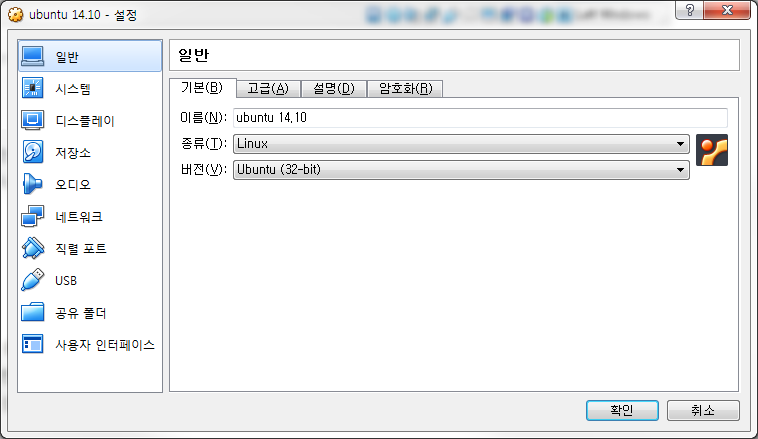 ubuntu 14.10 - 설정
일반
시스템
디스플레이
저장소
오디오
네트워크
직렬 포트
USB
공유 폴더
사용자 인터페이스
일반
기본(B) 고급(A) 설명(D) 암호화(R)
이름(N): ubuntu 14.10
종류(T): Linux
버전(V): Ubuntu (32-bit)
확인 취소